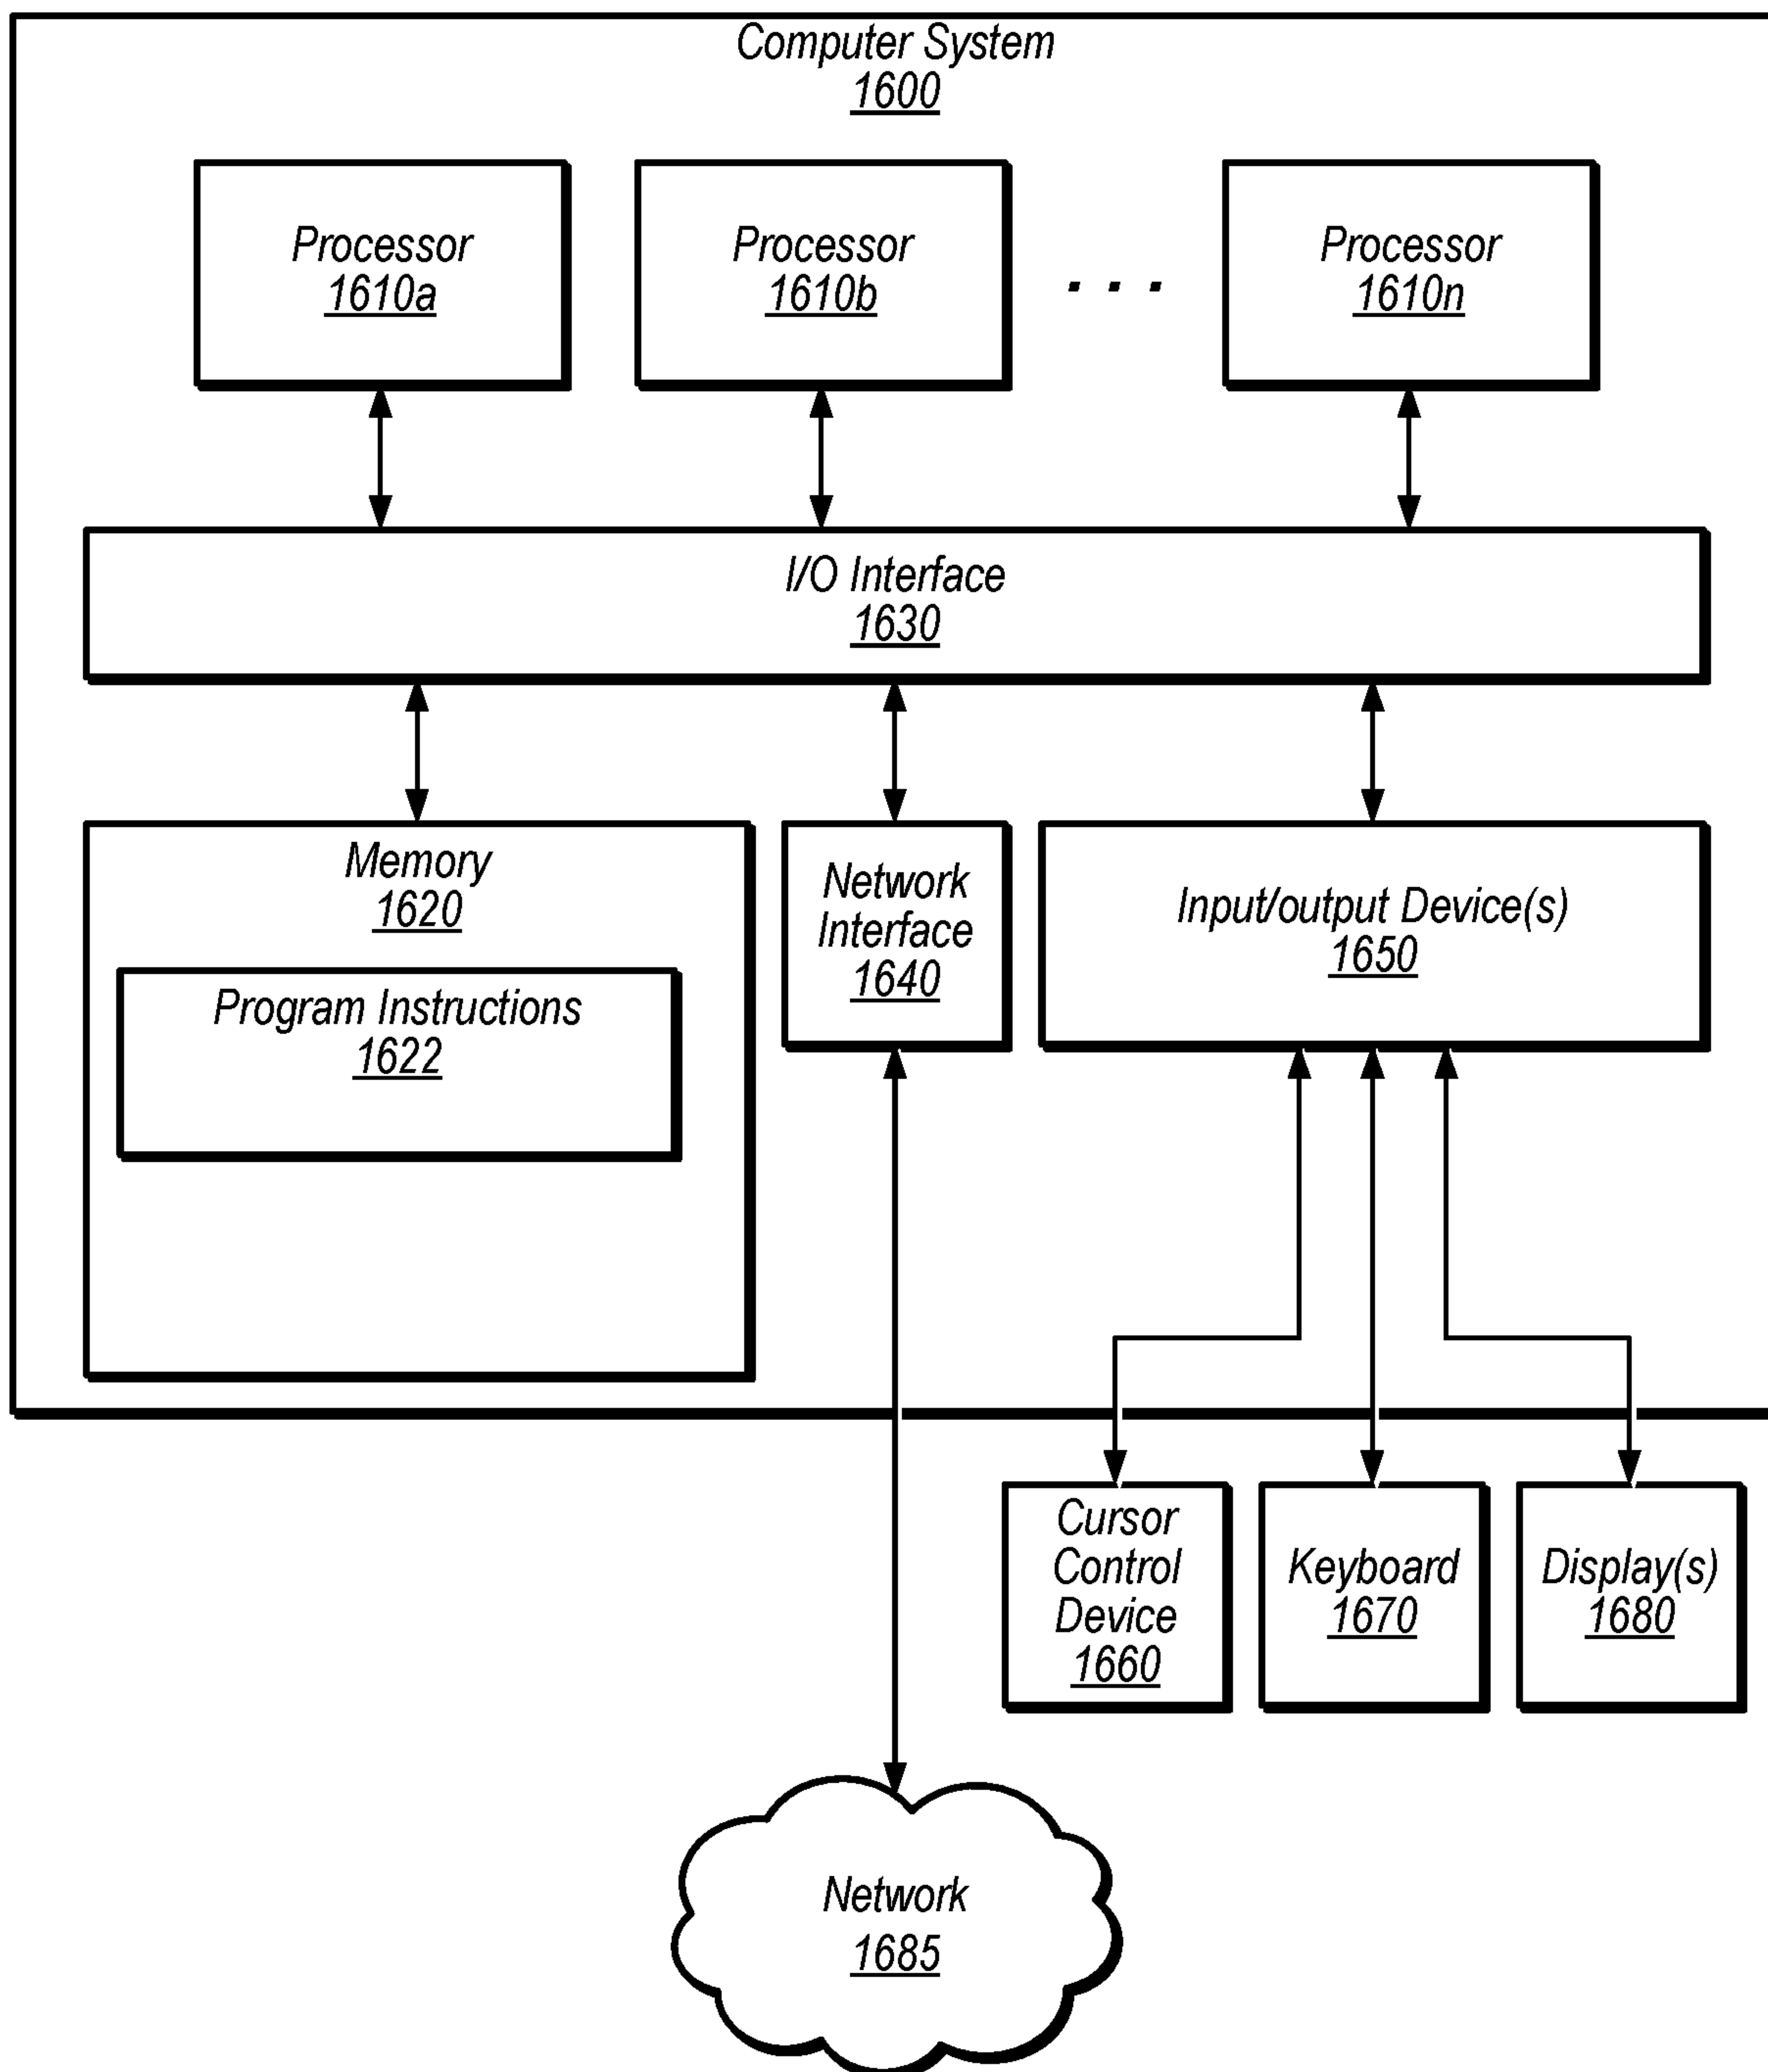 Computer System
1600
Processor
1610a
Processor
1610b
. . .
Processor
1610n
I/O Interface
1630
Memory
1620
Program Instructions
1622
Network
Interface
1640
Input/output Device(s)
1650
Cursor
Control
Device
1660
Keyboard
1670
Display(s)
1680
Network
1685